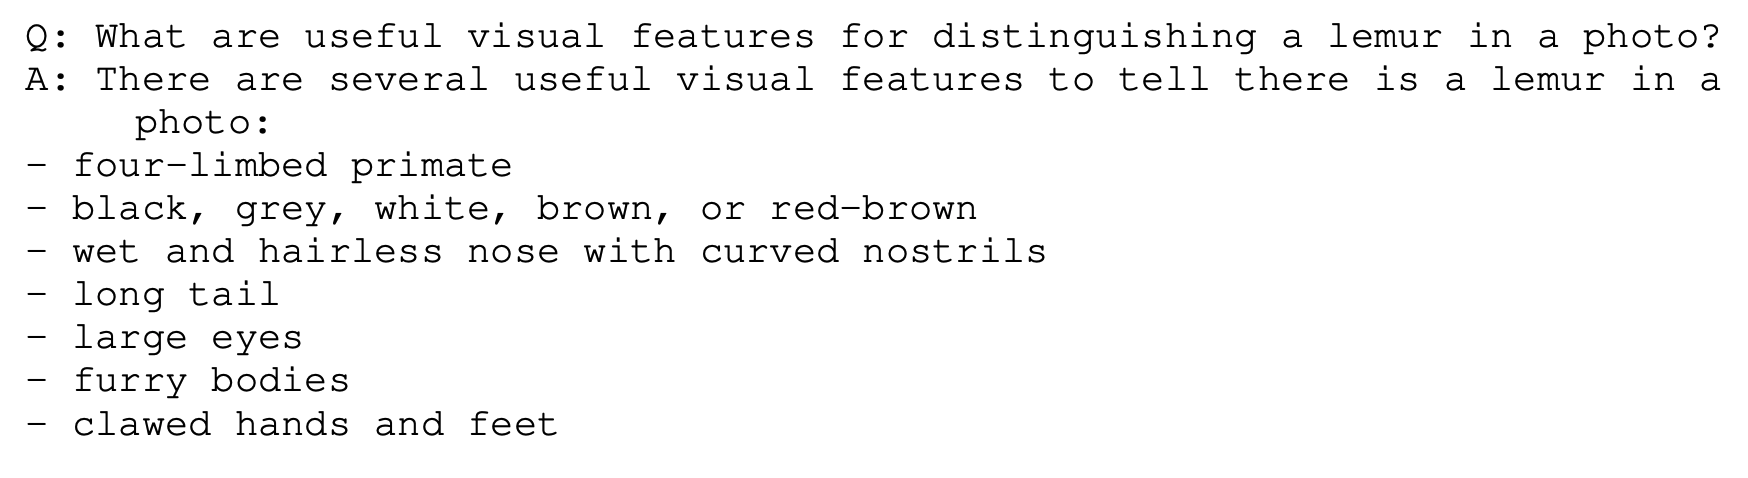 Q: What are useful visual features for distinguishing a lemur in a photo?
A: There are several useful visual features to tell there is a lemur in a
photo:
- four-limbed primate
- black, grey, white, brown, or red-brown
- wet and hairless nose with curved nostrils
- long tail
- large eyes
- furry bodies
- clawed hands and feet